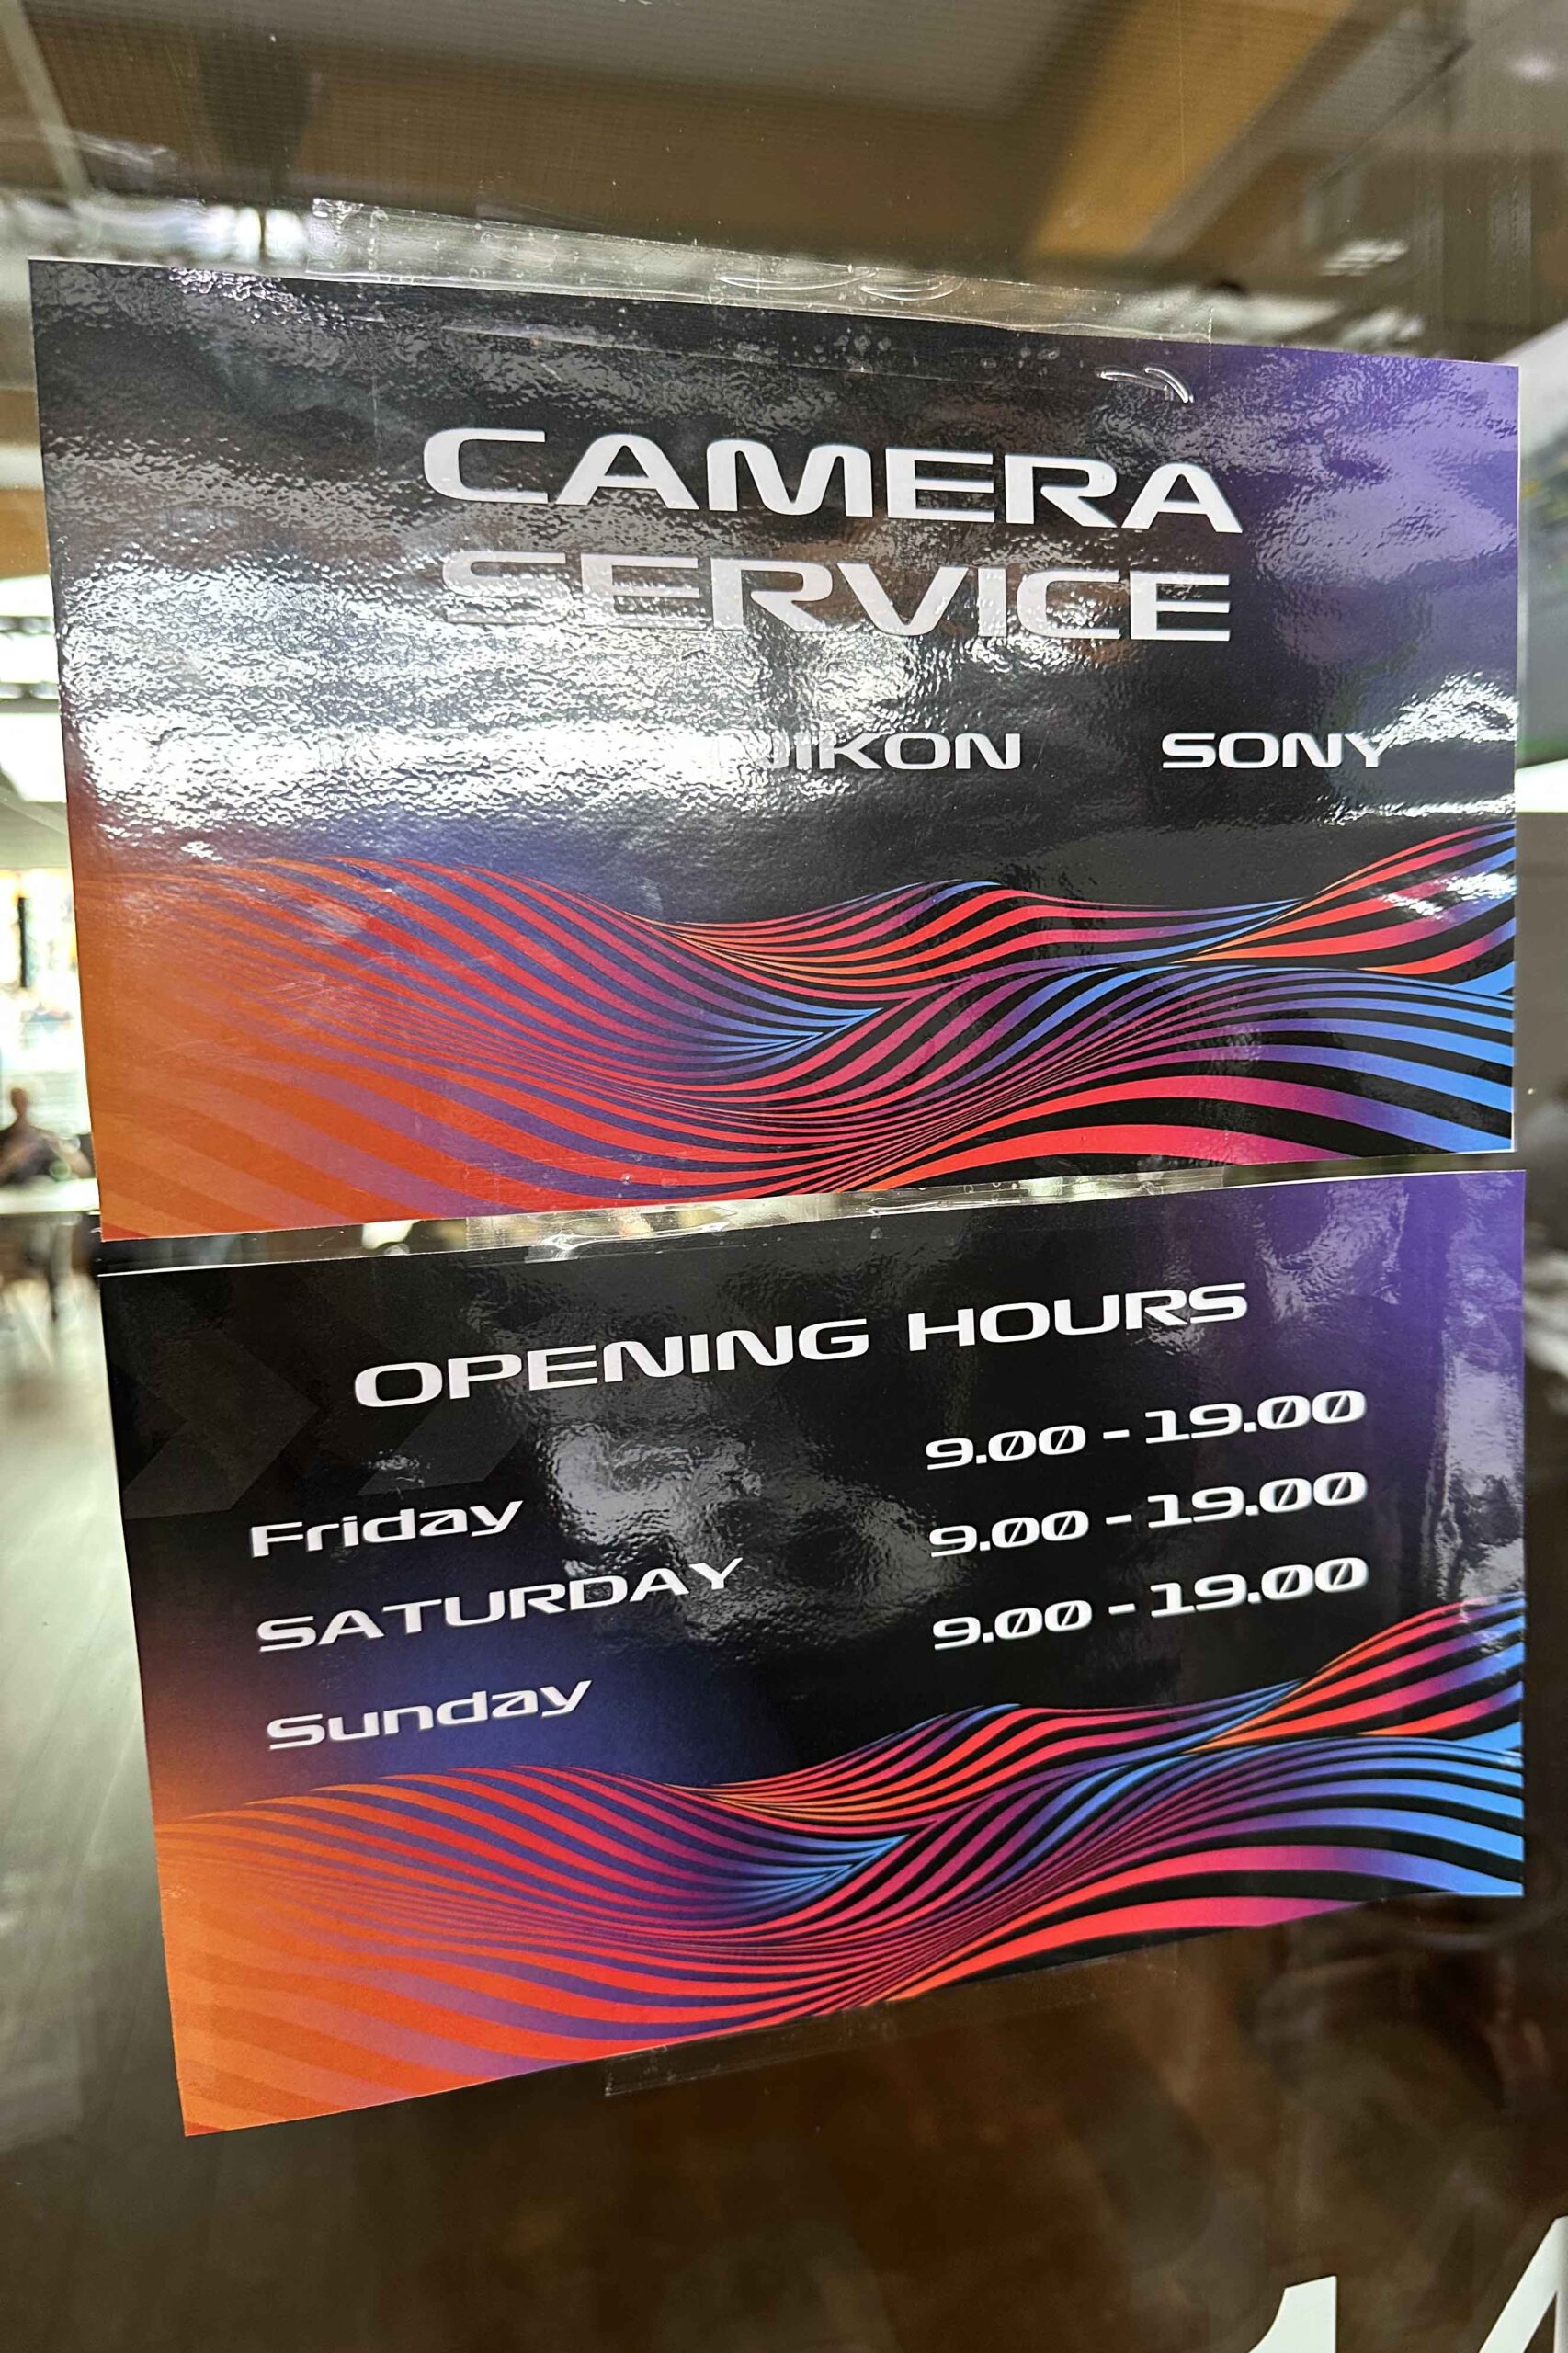 CAMERA
SERVICE
NIKON SONY
OPENING HOURS
Friday 9.00 - 19.00
SATURDAY 9.00 - 19.00
Sunday 9.00 - 19.00